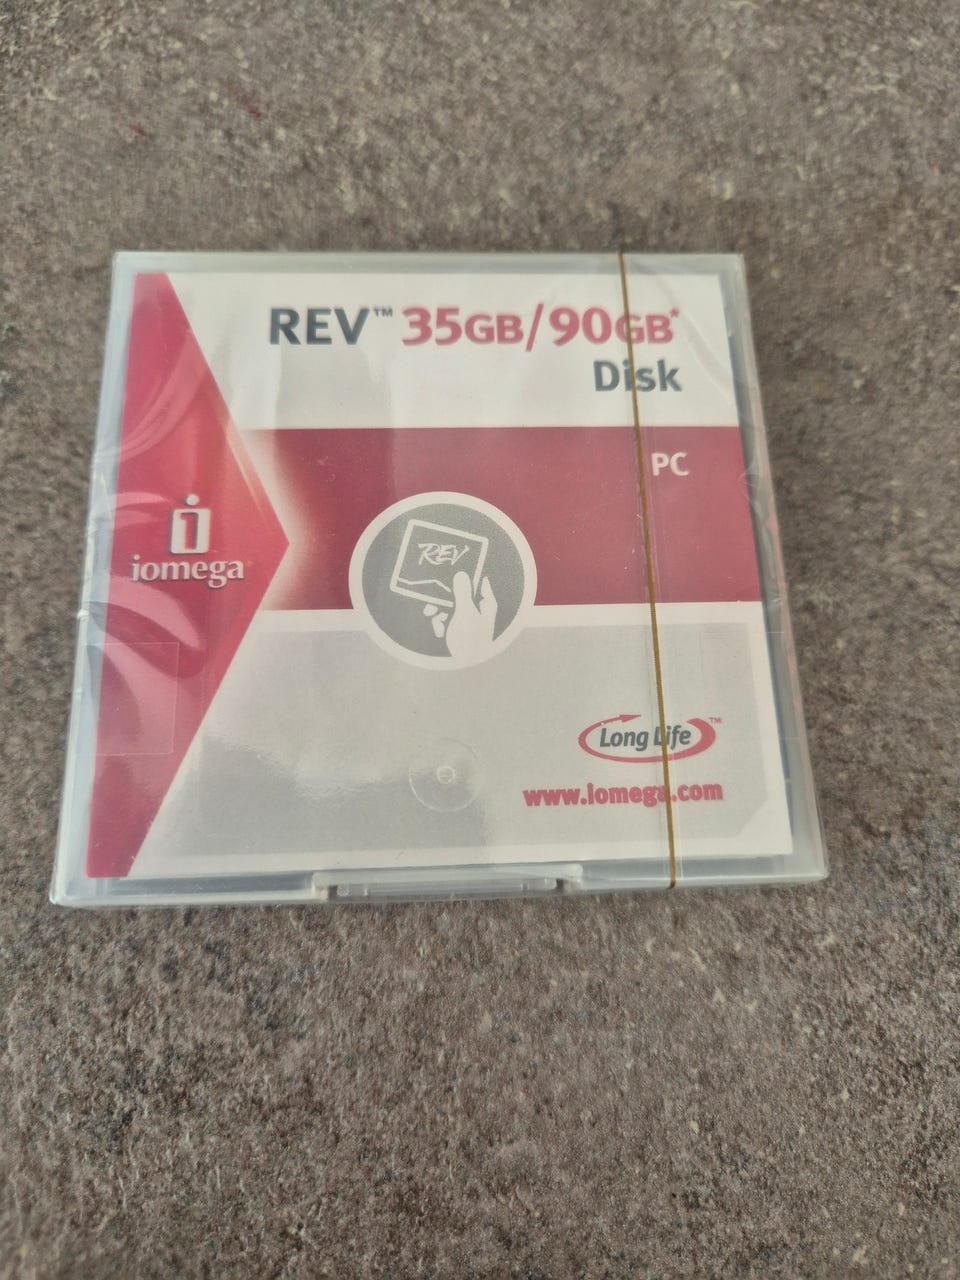 REV™ 35GB/90GB*
Disk
PC
REV
i
iomega
Long Life™
www.iomega.com